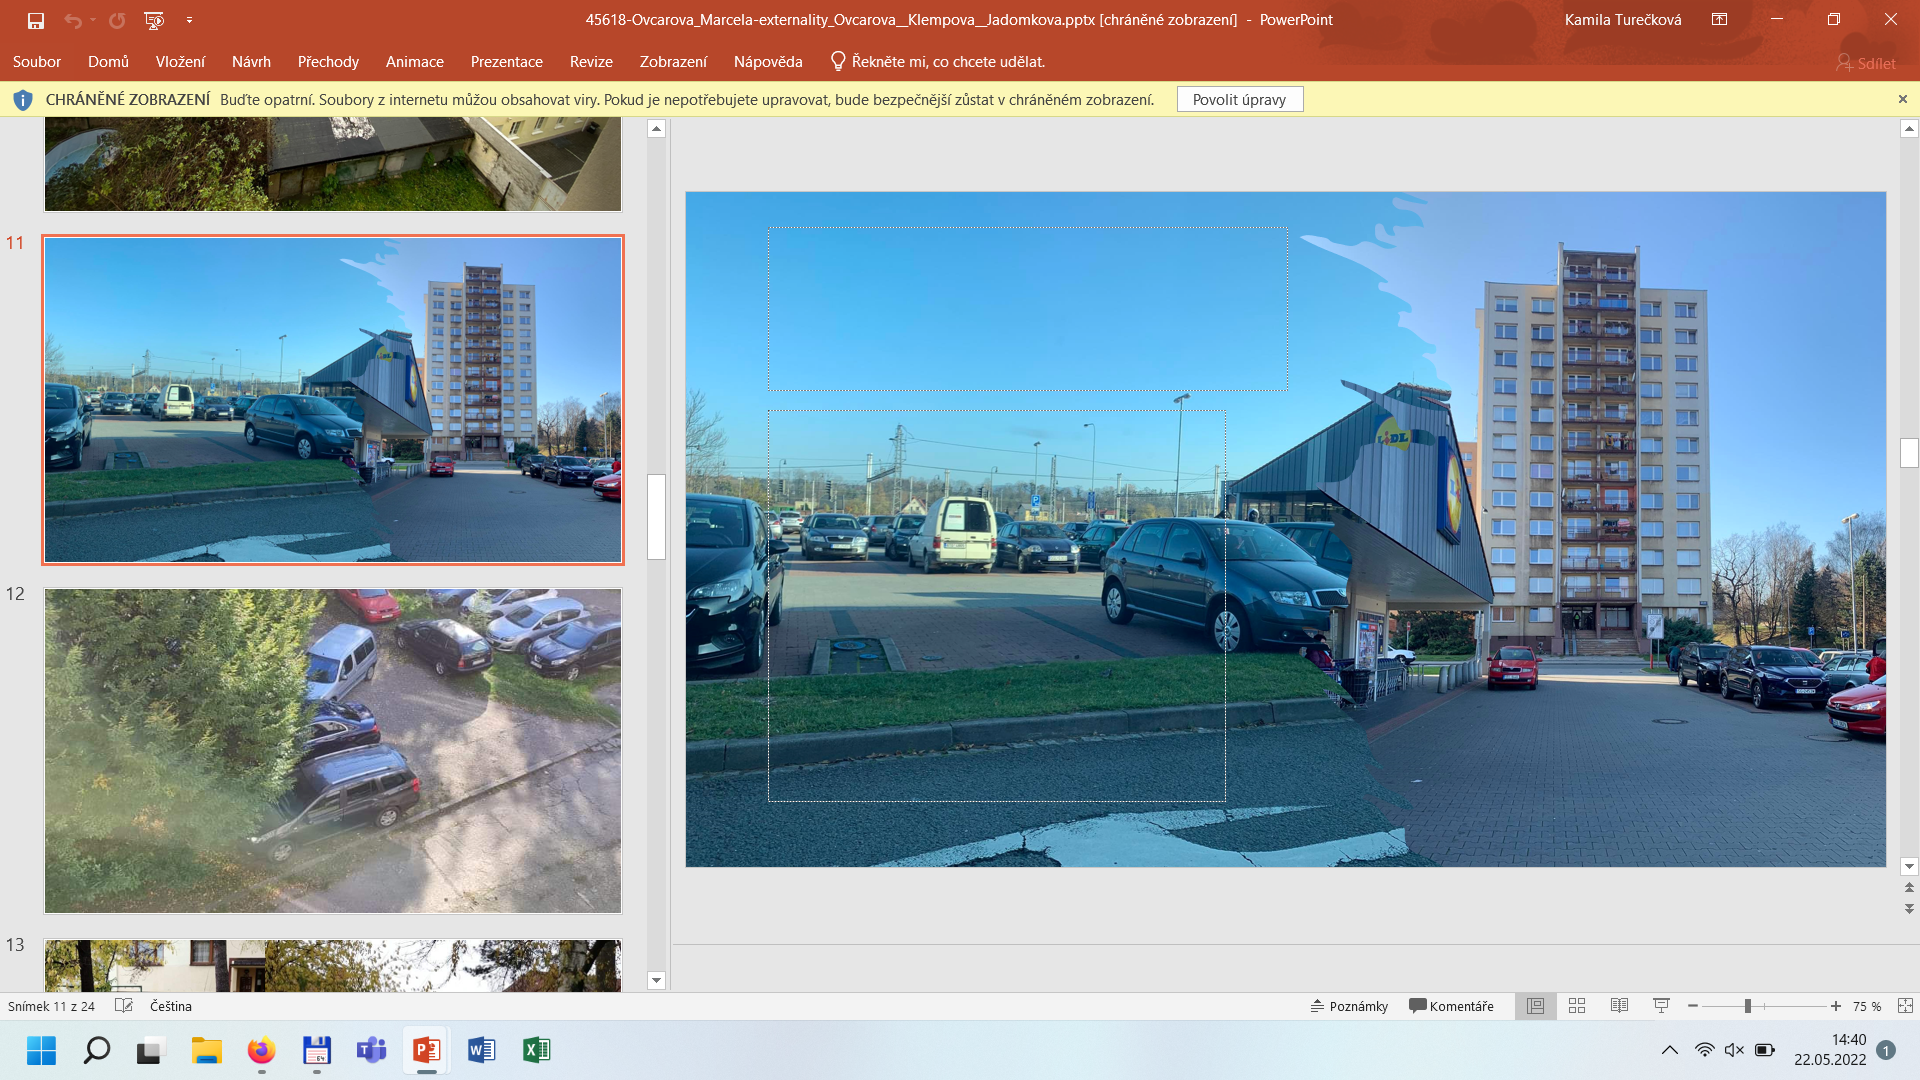 45618-Ovcarova_Marcela-externality_Ovcarova__Klempova__Jadomkova.pptx [chráněné zobrazení] - PowerPoint
Kamila Turečková
Soubor Domů Vložení Návrh Přechody Animace Prezentace Revize Zobrazení Nápověda Řekněte mi, co chcete udělat. Sdílet
CHRÁNĚNÉ ZOBRAZENÍ Buďte opatrní. Soubory z internetu můžou obsahovat viry. Pokud je nepotřebujete upravovat, bude bezpečnější zůstat v chráněném zobrazení. Povolit úpravy
11
12
13
LIDL
P
Snímek 11 z 24 Čeština Poznámky Komentáře 75 %
64
14:40
22.05.2022
1